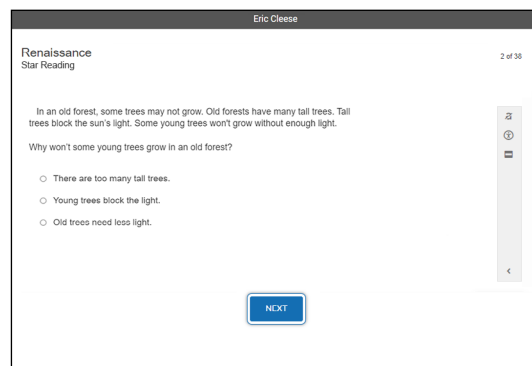 Eric Cleese
Renaissance
Star Reading
2 of 38
In an old forest, some trees may not grow. Old forests have many tall trees. Tall
trees block the sun's light. Some young trees won't grow without enough light.
Why won't some young trees grow in an old forest?
There are too many tall trees.
Young trees block the light.
Old trees need less light.
NEXT